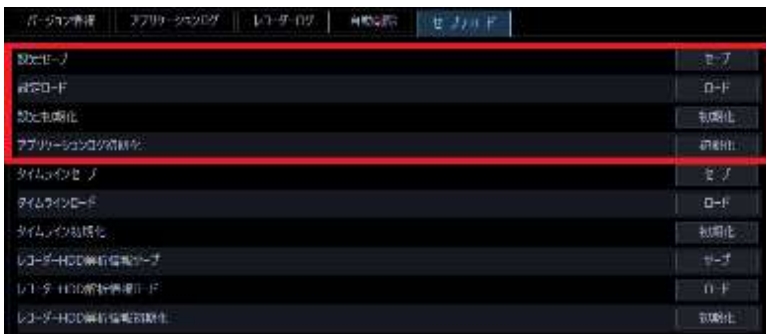 バージョン情報 アプリケーションログ レコーダーログ 自動 セーブ/ロード
設定セーブ セーブ
設定ロード ロード
設定初期化 初期化
アプリケーションログ初期化 初期化
タイムラインセーブ セーブ
タイムラインロード ロード
タイムライン初期化 初期化
レコーダーHDD解析情報セーブ セーブ
レコーダーHDD解析情報ロード ロード
レコーダーHDD解析情報初期化 初期化